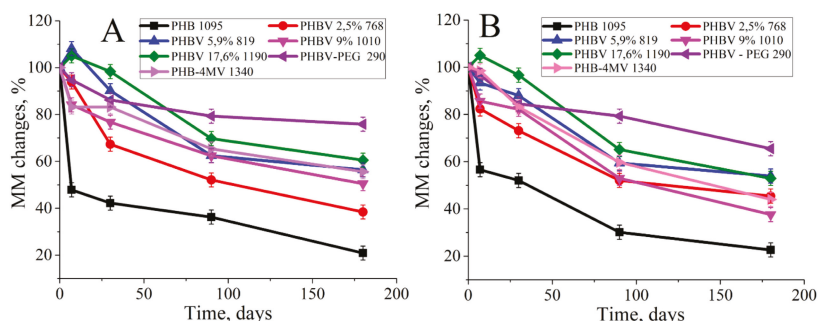 A
PHB 1095 PHBV 2,5% 768
PHBV 5,9% 819 PHBV 9% 1010
PHBV 17,6% 1190 PHBV-PEG 290
PHB-4MV 1340
MM changes, %
120
100
80
60
40
20
0 50 100 150 200
Time, days
B
PHB 1095 PHBV 2,5% 768
PHBV 5,9% 819 PHBV 9% 1010
PHBV 17,6% 1190 PHBV - PEG 290
PHB-4MV 1340
MM changes, %
120
100
80
60
40
20
0 50 100 150 200
Time, days